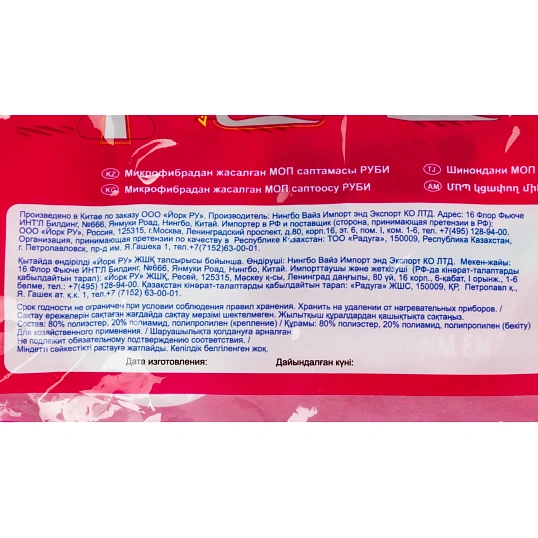 KZ Микрофибрадан жасалған МОП саптамасы РУБИ
TJ Шинондани МОП
KG Микрофибрадан жасалган МОП саптоосу РУБИ
AM ՄՈՊ կցափող մի
Произведено в Китае по заказу ООО «Йорк РУ». Производитель: Нингбо Вайз Импорт энд Экспорт КО ЛТД. Адрес: 16 Флор Фьюче
ИНТ'Л Билдинг, №666, Янмуки Роад, Нингбо, Китай. Импортер в РФ и поставщик (сторона, принимающая претензии в РФ):
ООО «Йорк РУ», Россия, 125315, г.Москва, Ленинградский проспект, д.80, корп.16, эт. 6, пом. I, ком. 1-6, тел. +7(495) 128-94-00.
Организация, принимающая претензии по качеству в Республике Казахстан: ТОО «Радуга», 150009, Республика Казахстан,
г. Петропавловск, пр-д им. Я.Гашека 1, тел.+7(7152)63-00-01.
Қытайда өндірілді «Йорк РУ» ЖШҚ тапсырысы бойынша. Өндіруші: Нингбо Вайз Импорт энд Экспорт КО ЛТД. Мекен-жайы:
16 Флор Фьюче ИНТ'Л Билдинг, №666, Янмуки Роад, Нингбо, Китай. Импорттаушы және жеткізуші (РФ-да кінәрат-талаптарды
қабылдайтын тарап): «Йорк РУ» ЖШҚ, Ресей, 125315, Мәскеу қ-сы, Ленинград даңғылы, 80 үй, 16 корп., 6-қабат, I орынж., 1-6
бөлме, тел.: +7(495) 128-94-00. Қазақстан Республикасында кінәрат-талаптарды қабылдайтын тарап: «Радуга» ЖШС, 150009, ҚР. Петропавл қ.,
Я. Гашек ат. қ.к. 1, тел. +7 (7152) 63-00-01.
Срок годности не ограничен при условии соблюдения правил хранения. Хранить на удалении от нагревательных приборов. /
Сақтау ережелерін сақтаған жағдайда сақтау мерзімі шектелмеген. Жылытқыш құралдардан қашықтықта сақтаңыз.
Состав: 80% полиэстер, 20% полиамид, полипропилен (крепление) / Құрамы: 80% полиэстер, 20% полиамид, полипропилен (бекіту)
Для хозяйственного применения. / Шаруашылықта қолдануға арналған.
Не подлежит обязательному подтверждению соответствия. /
Міндетті сәйкестікті растауға жатпайды. Кепілдік белгіленген жоқ.
Дата изготовления: Дайындалған күні: